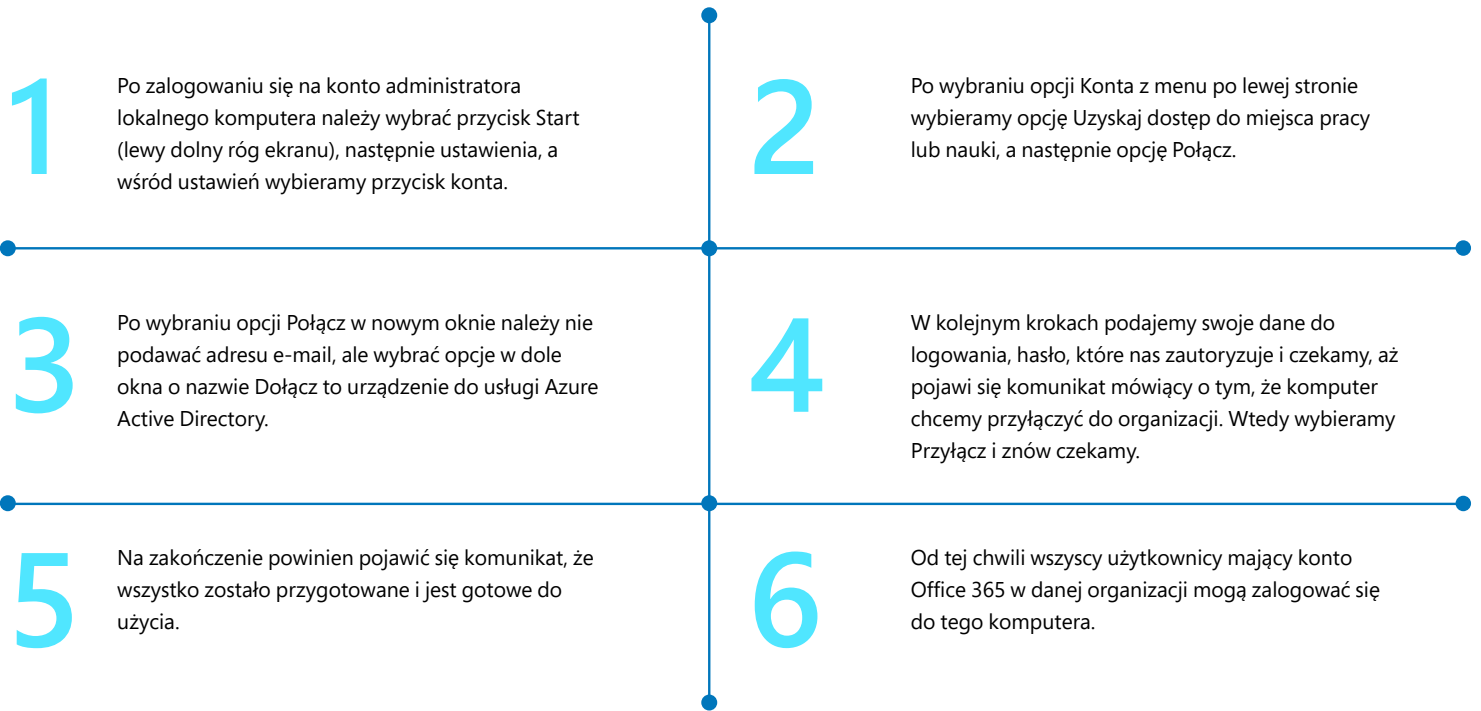 1
Po zalogowaniu się na konto administratora
lokalnego komputera należy wybrać przycisk Start
(lewy dolny róg ekranu), następnie ustawienia, a
wśród ustawień wybieramy przycisk konta.
2
Po wybraniu opcji Konta z menu po lewej stronie
wybieramy opcję Uzyskaj dostęp do miejsca pracy
lub nauki, a następnie opcję Połącz.
3
Po wybraniu opcji Połącz w nowym oknie należy nie
podawać adresu e-mail, ale wybrać opcje w dole
okna o nazwie Dołącz to urządzenie do usługi Azure
Active Directory.
4
W kolejnym krokach podajemy swoje dane do
logowania, hasło, które nas zautoryzuje i czekamy, aż
pojawi się komunikat mówiący o tym, że komputer
chcemy przyłączyć do organizacji. Wtedy wybieramy
Przyłącz i znów czekamy.
5
Na zakończenie powinien pojawić się komunikat, że
wszystko zostało przygotowane i jest gotowe do
użycia.
6
Od tej chwili wszyscy użytkownicy mający konto
Office 365 w danej organizacji mogą zalogować się
do tego komputera.